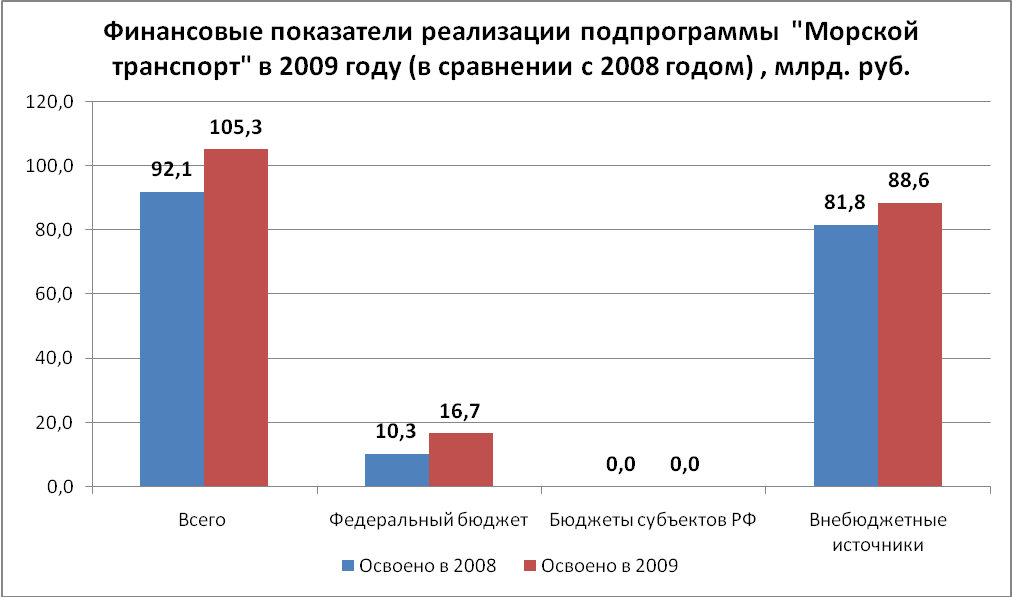 Финансовые показатели реализации подпрограммы "Морской
транспорт" в 2009 году (в сравнении с 2008 годом) , млрд. руб.
120,0
100,0
80,0
60,0
40,0
20,0
0,0
92,1
105,3
10,3
16,7
0,0
0,0
81,8
88,6
Всего
Федеральный бюджет
Бюджеты субъектов РФ
Внебюджетные
источники
Освоено в 2008
Освоено в 2009